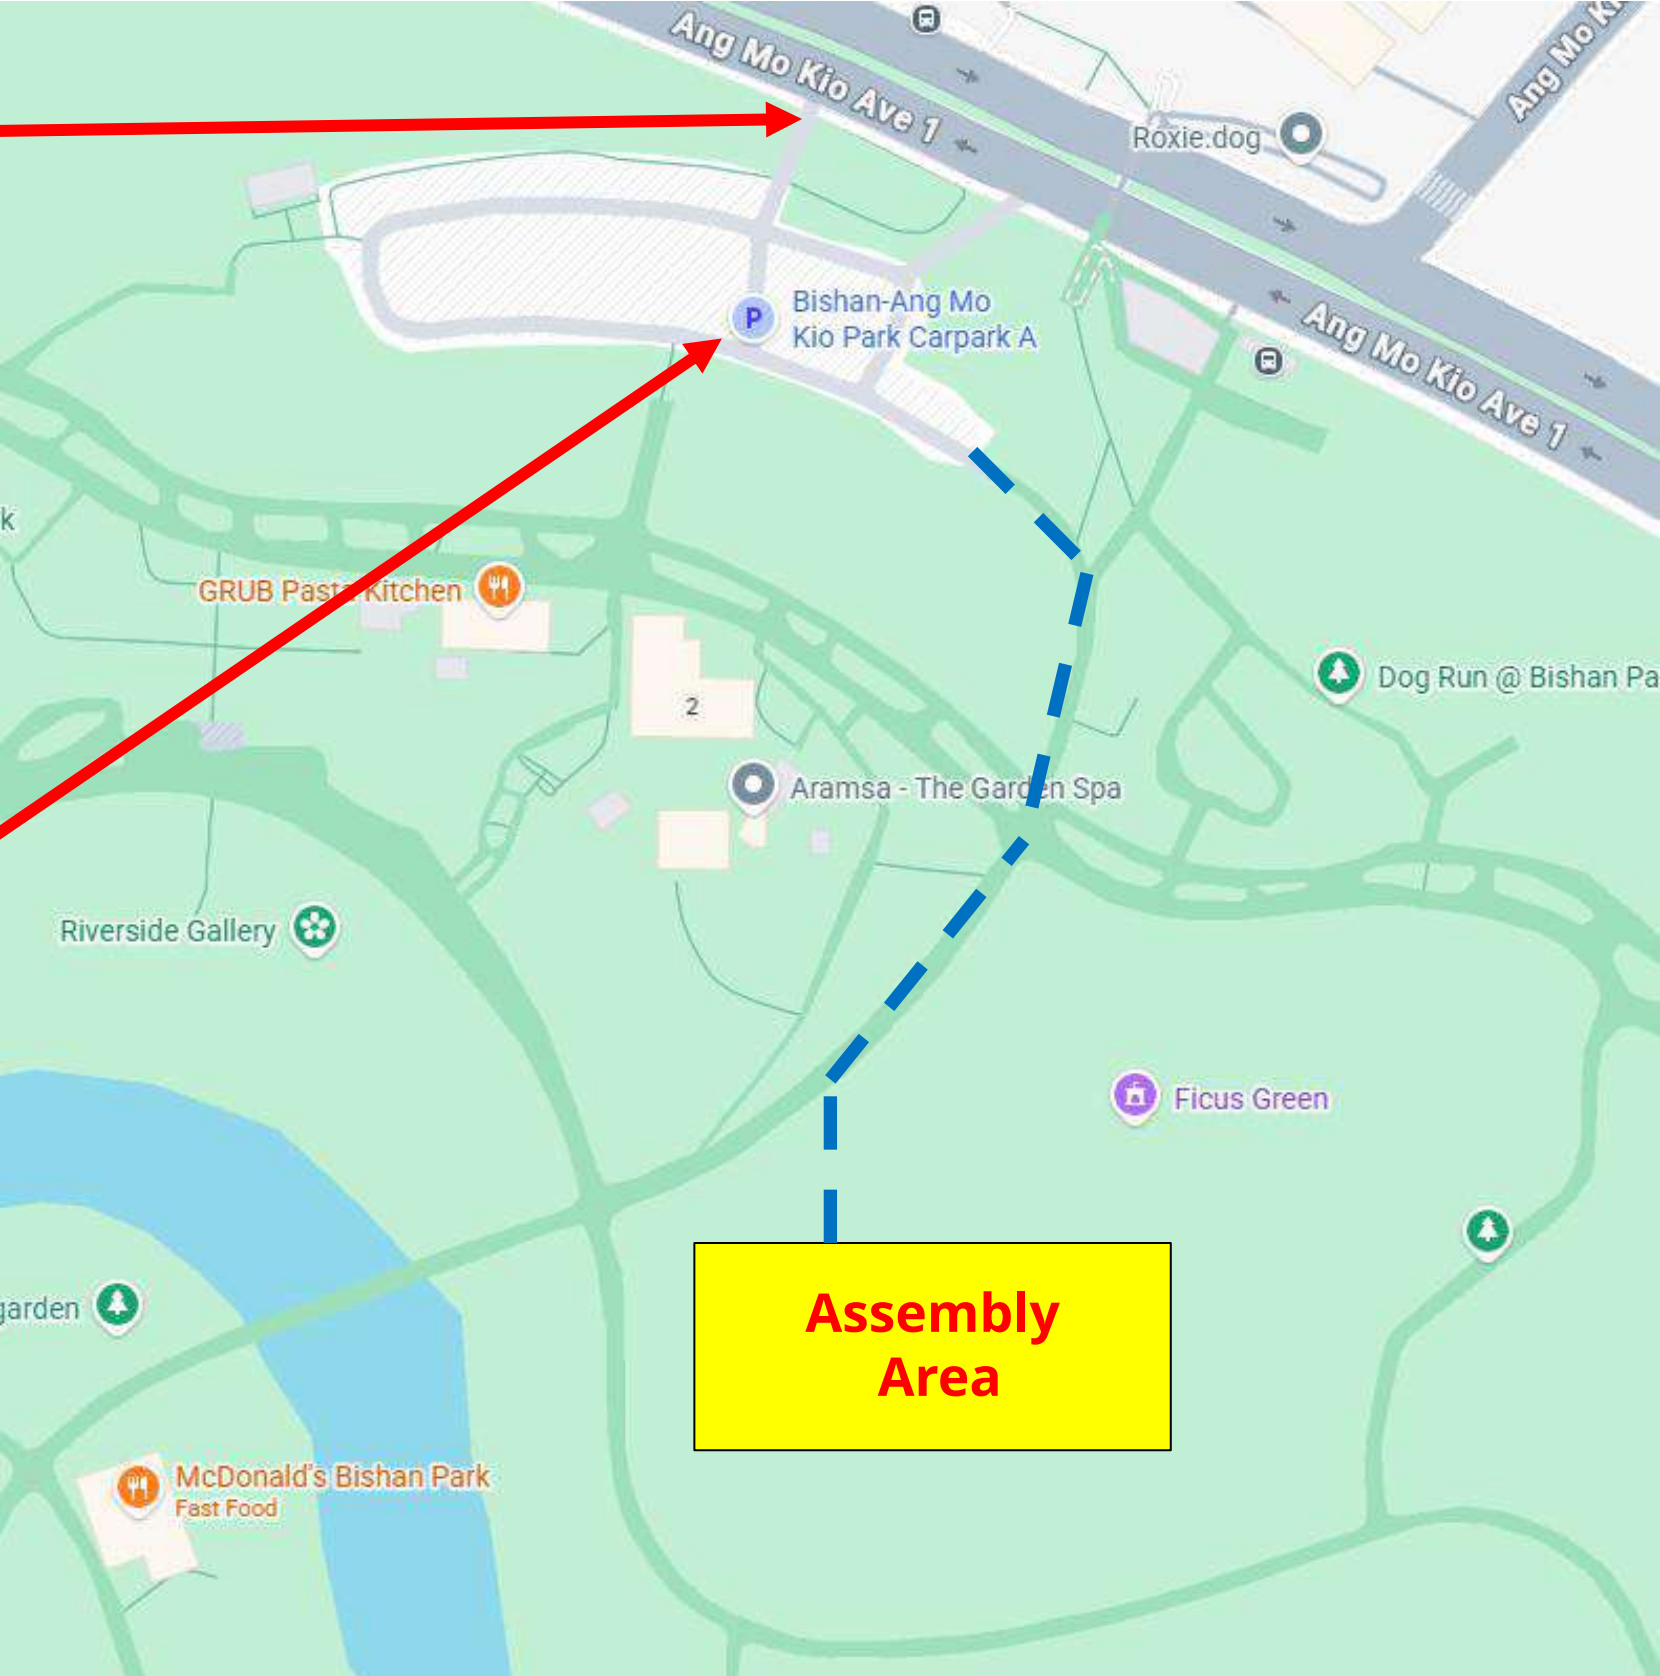 Ang Mo Kio Ave 1
Ang Mo Ki
Roxie.dog
P
Bishan-Ang Mo
Kio Park Carpark A
Ang Mo Kio Ave 1
k
GRUB Pasta Kitchen
Dog Run @ Bishan Pa
2
Aramsa - The Garden Spa
Riverside Gallery
Ficus Green
garden
Assembly
Area
McDonald's Bishan Park
Fast Food